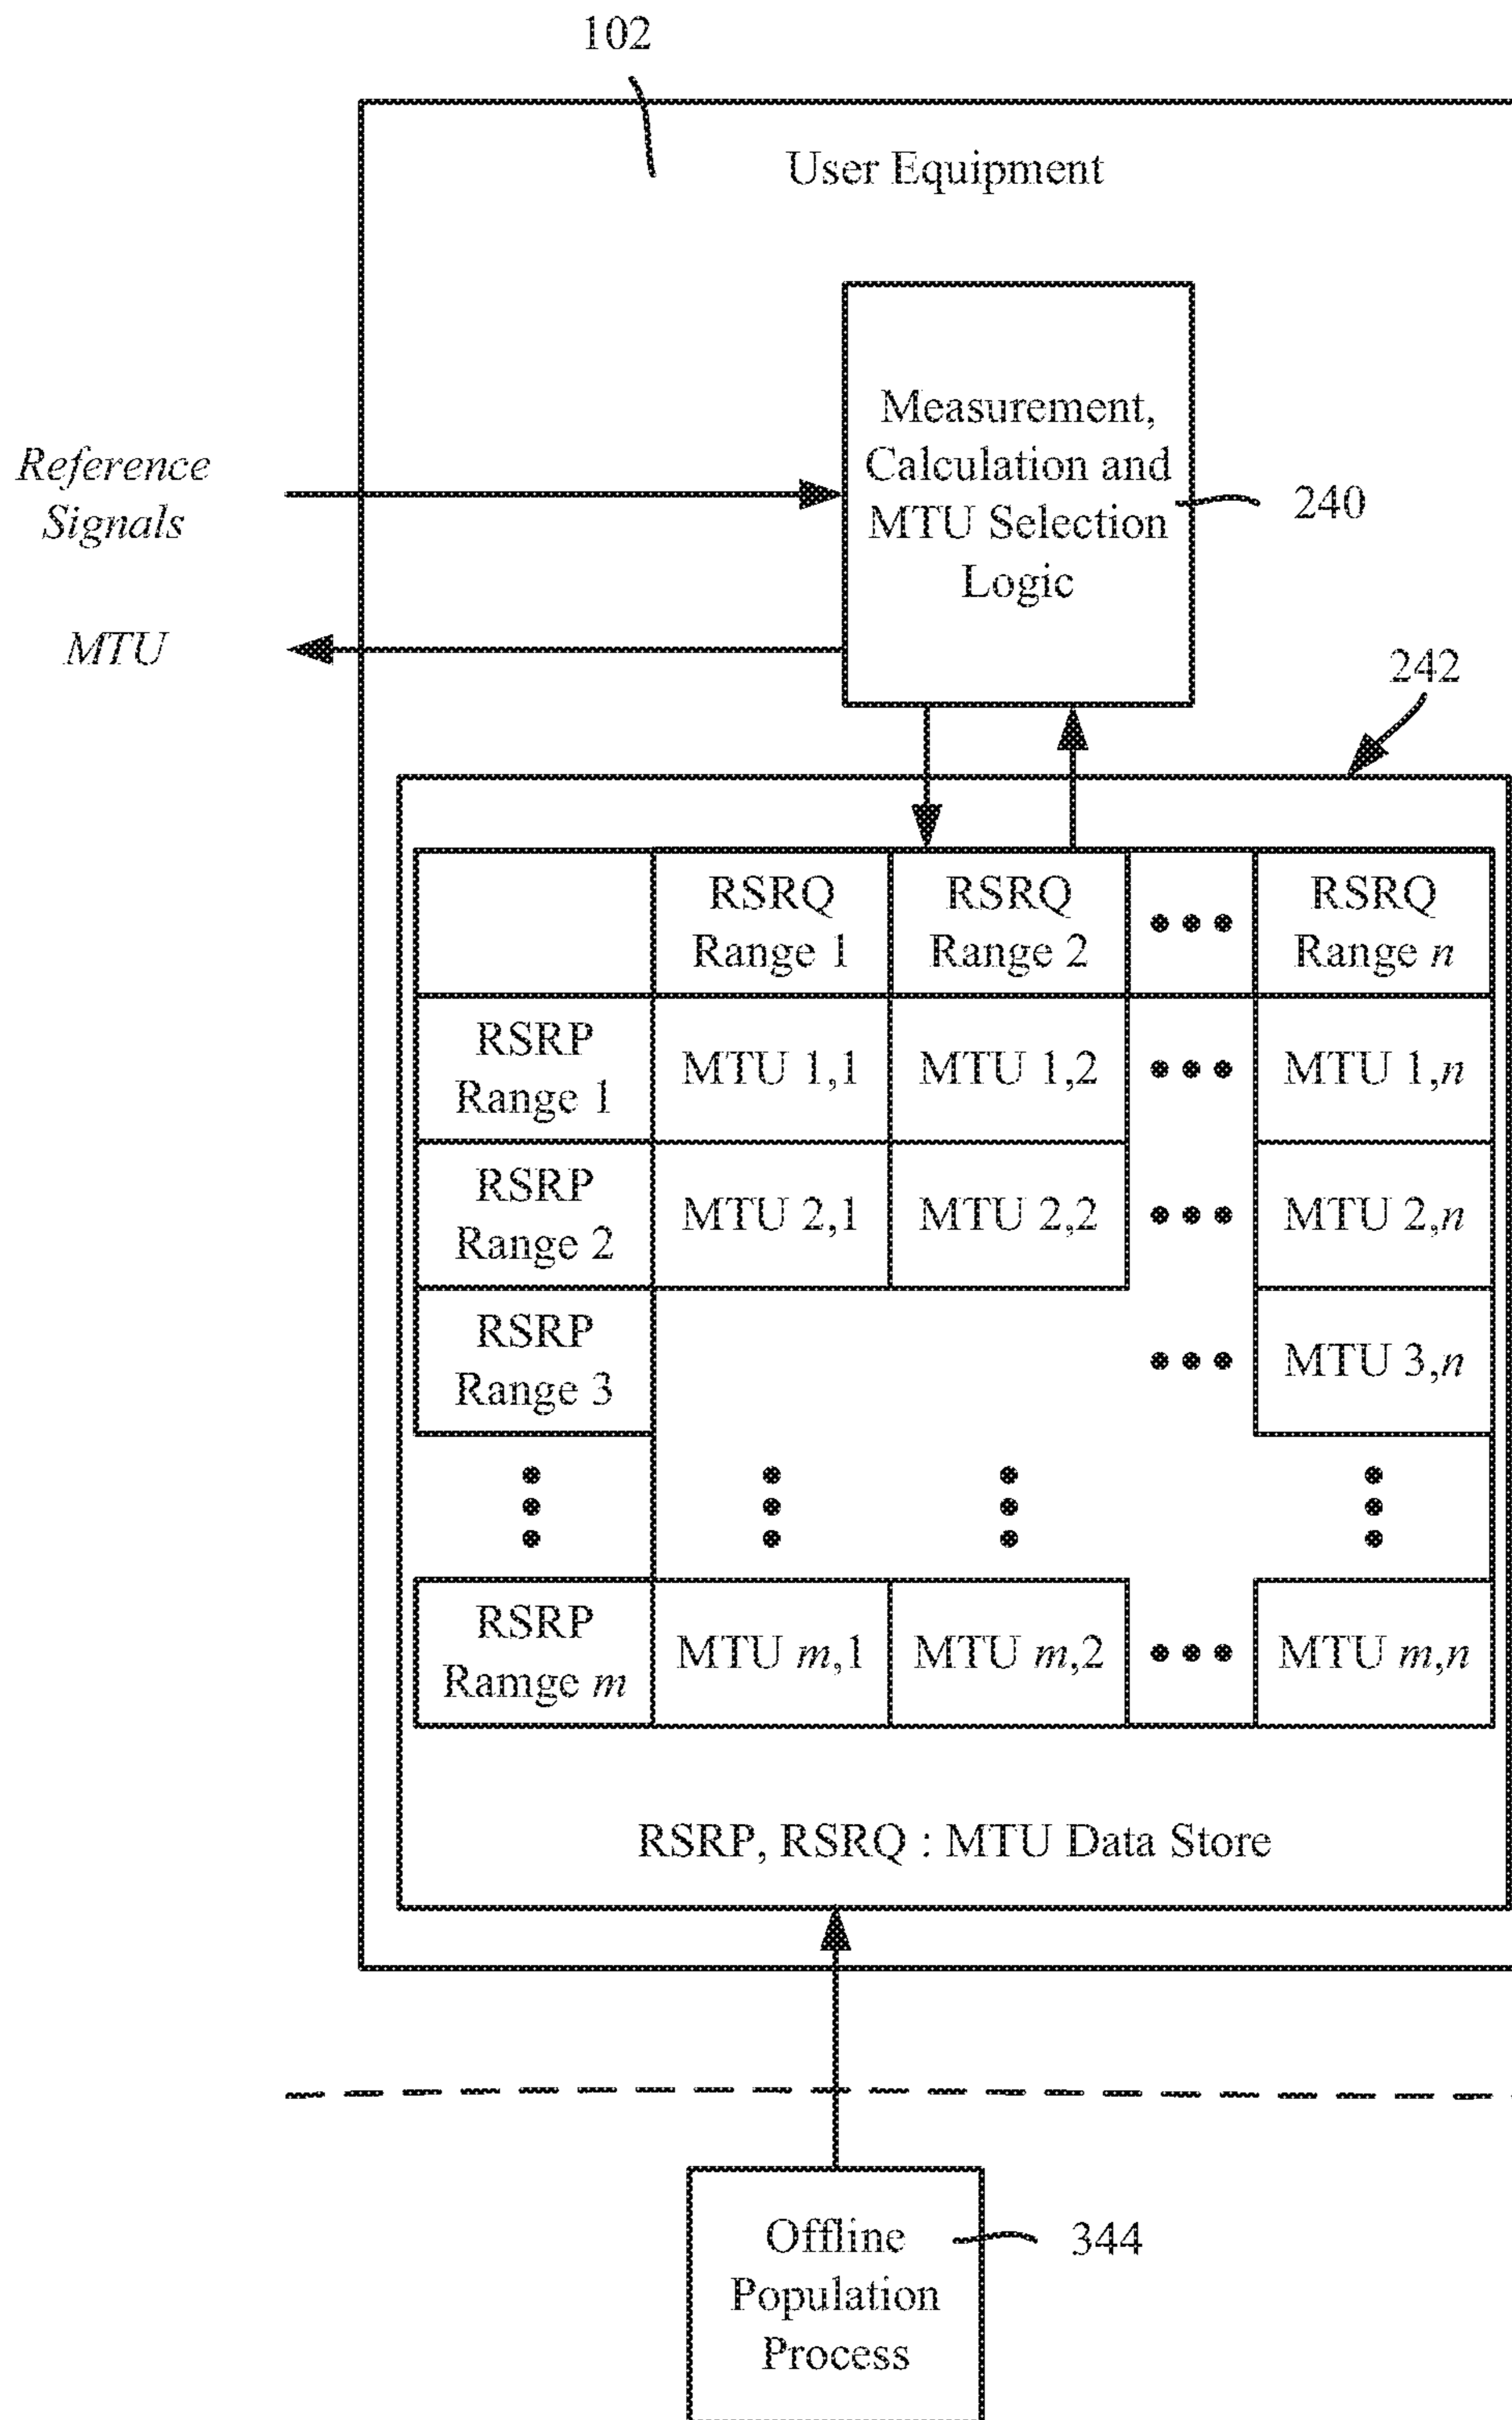 102
User Equipment
Measurement,
Calculation and
MTU Selection
Logic
240
Reference
Signals
MTU
242
RSRQ
Range 1
RSRQ
Range 2
RSRQ
Range n
RSRP
Range 1
MTU 1,1
MTU 1,2
MTU 1,n
RSRP
Range 2
MTU 2,1
MTU 2,2
MTU 2,n
RSRP
Range 3
MTU 3,n
RSRP
Ramge m
MTU m,1
MTU m,2
MTU m,n
RSRP, RSRQ : MTU Data Store
Offline
Population
Process
344